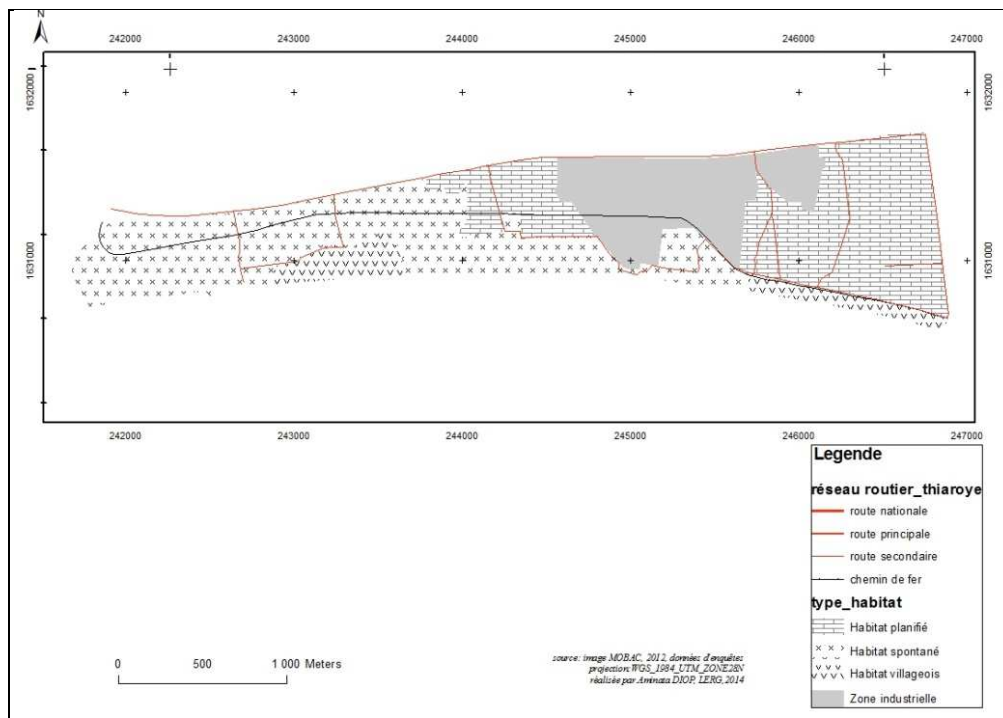 N
242000 243000 244000 245000 246000 247000
1632000 1632000
1631000 1631000
242000 243000 244000 245000 246000 247000
Legende
réseau routier_thiaroye
route nationale
route principale
route secondaire
chemin de fer
type_habitat
Habitat planifié
Habitat spontané
Habitat villageois
Zone industrielle
0 500 1 000 Meters
source: image MOBAC, 2012, données d'enquêtes
projection:WGS_1984_UTM_ZONE28N
réalisée par Aminata DIOP, LERG,2014